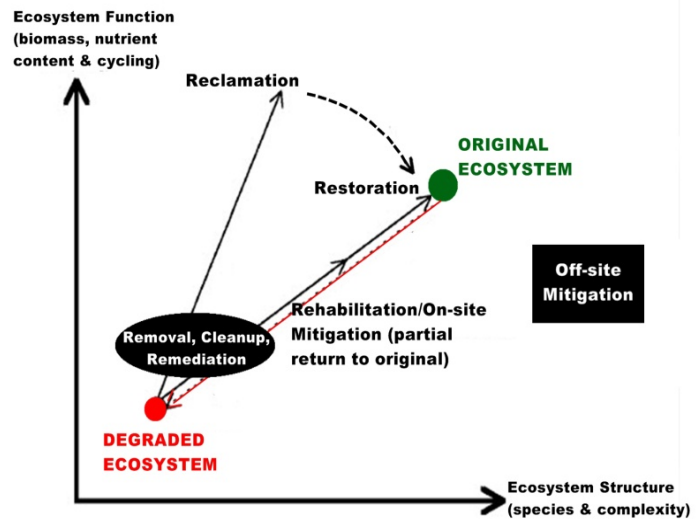 Ecosystem Function
(biomass, nutrient
content & cycling)
Reclamation
ORIGINAL
ECOSYSTEM
Restoration
Off-site
Mitigation
Rehabilitation/On-site
Mitigation (partial
return to original)
Removal, Cleanup,
Remediation
DEGRADED
ECOSYSTEM
Ecosystem Structure
(species & complexity)